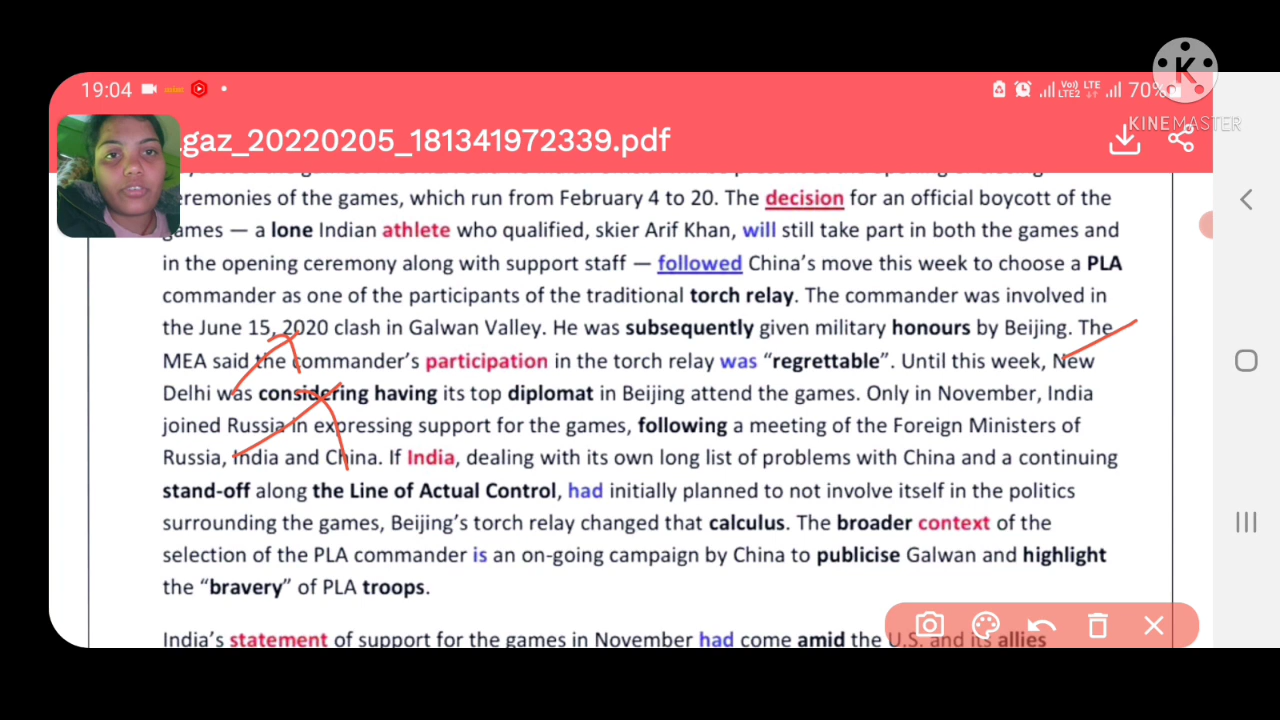 19:04
Vo)) LTE
LTE2
70%
KINEMASTER
gaz_20220205_181341972339.pdf
ceremonies of the games, which run from February 4 to 20. The decision for an official boycott of the
games — a lone Indian athlete who qualified, skier Arif Khan, will still take part in both the games and
in the opening ceremony along with support staff — followed China's move this week to choose a PLA
commander as one of the participants of the traditional torch relay. The commander was involved in
the June 15, 2020 clash in Galwan Valley. He was subsequently given military honours by Beijing. The
MEA said the commander's participation in the torch relay was “regrettable”. Until this week, New
Delhi was considering having its top diplomat in Beijing attend the games. Only in November, India
joined Russia in expressing support for the games, following a meeting of the Foreign Ministers of
Russia, India and China. If India, dealing with its own long list of problems with China and a continuing
stand-off along the Line of Actual Control, had initially planned to not involve itself in the politics
surrounding the games, Beijing's torch relay changed that calculus. The broader context of the
selection of the PLA commander is an on-going campaign by China to publicise Galwan and highlight
the “bravery” of PLA troops.
India's statement of support for the games in November had come amid the U.S. and its allies